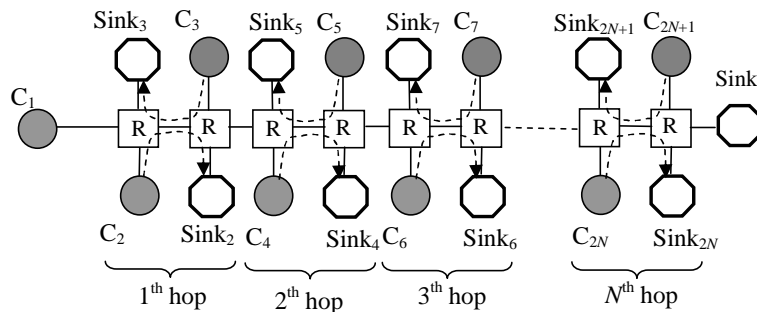 Sink₃ C₃ Sink₅ C₅ Sink₇ C₇ Sink₂N₊₁ C₂N₊₁
C₁ R R R R R R R R Sink
C₂ Sink₂ C₄ Sink₄ C₆ Sink₆ C₂N Sink₂N
1ᵗʰ hop 2ᵗʰ hop 3ᵗʰ hop Nᵗʰ hop